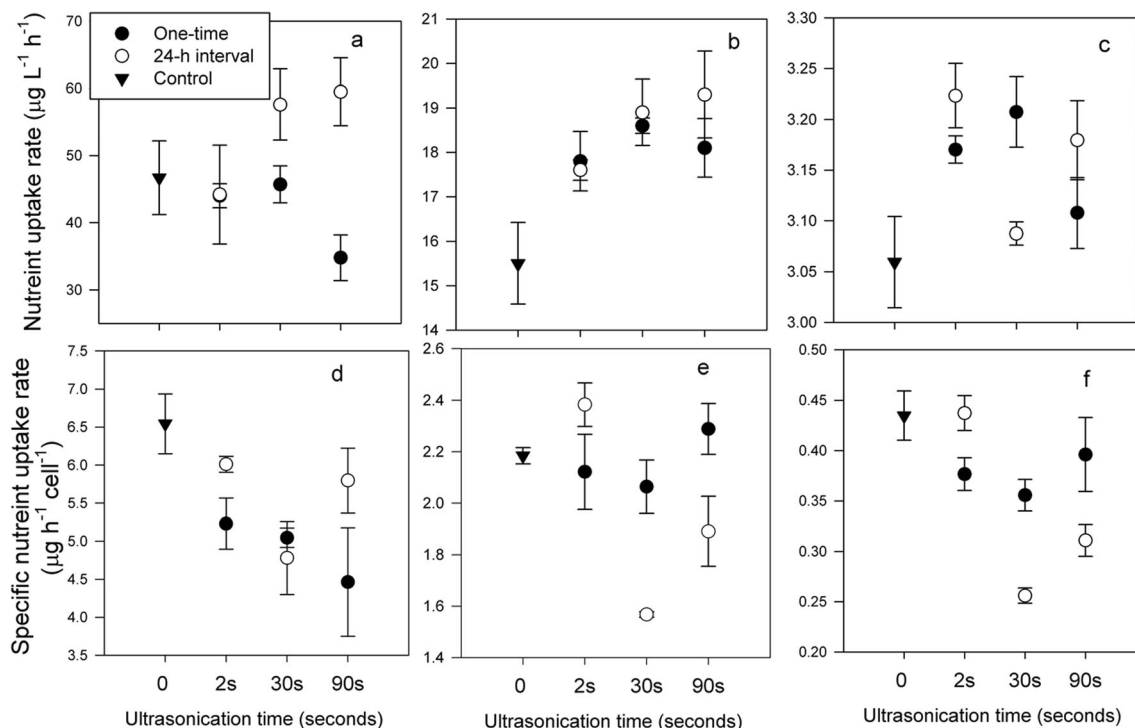 One-time
24-h interval
Control
Nutreint uptake rate (μg L⁻¹ h⁻¹)
70
60
50
40
30
a
21
20
19
18
17
16
15
14
b
3.30
3.25
3.20
3.15
3.10
3.05
3.00
c
Specific nutreint uptake rate
(μg h⁻¹ cell⁻¹)
7.5
7.0
6.5
6.0
5.5
5.0
4.5
4.0
3.5
d
2.6
2.4
2.2
2.0
1.8
1.6
1.4
e
0.50
0.45
0.40
0.35
0.30
0.25
0.20
f
0 2s 30s 90s
0 2s 30s 90s
0 2s 30s 90s
Ultrasonication time (seconds)
Ultrasonication time (seconds)
Ultrasonication time (seconds)